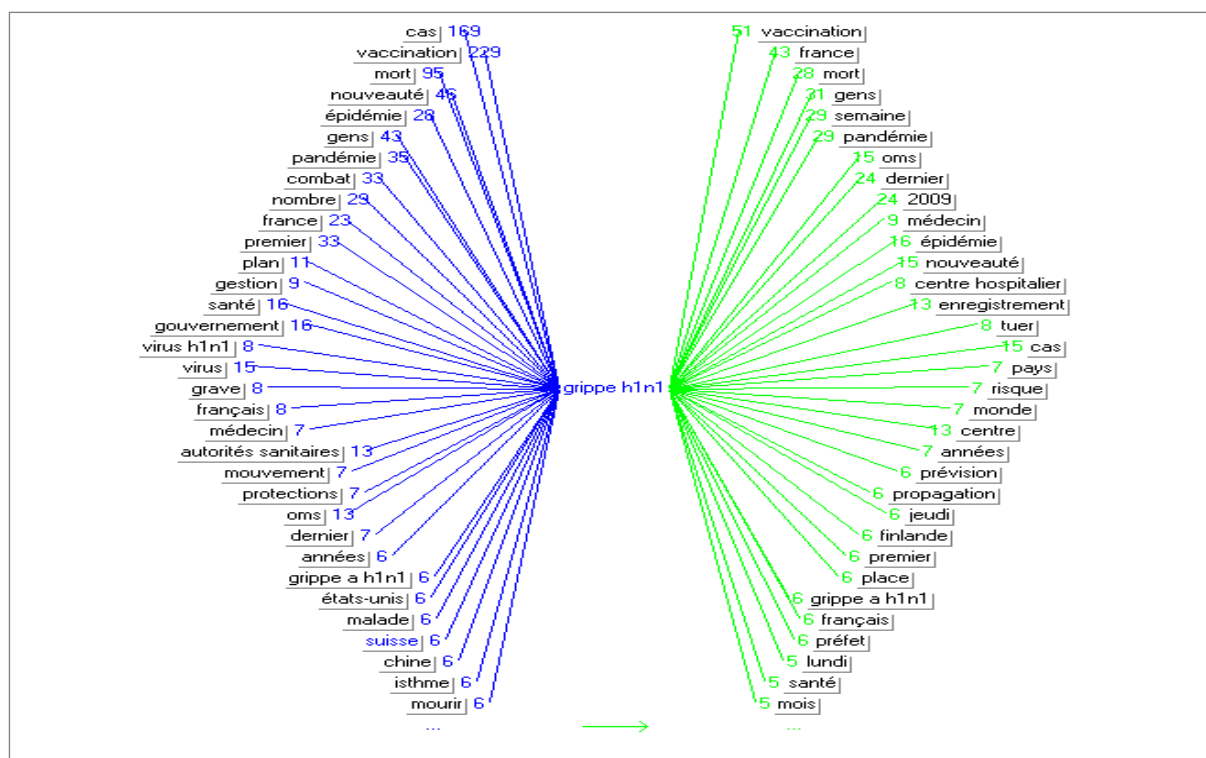 cas 169 51 vaccination
vaccination 229 43 france
mort 95 28 mort
nouveauté 46 31 gens
épidémie 28 29 semaine
gens 43 29 pandémie
pandémie 35 15 oms
combat 33 24 dernier
nombre 29 24 2009
france 23 9 médecin
premier 33 16 épidémie
plan 11 15 nouveauté
gestion 9 8 centre hospitalier
santé 16 13 enregistrement
gouvernement 16 8 tuer
virus h1n1 8 15 cas
virus 15 7 pays
grave 8 grippe h1n1 7 risque
français 8 7 monde
médecin 7 13 centre
autorités sanitaires 13 7 années
mouvement 7 6 prévision
protections 7 6 propagation
oms 13 6 jeudi
dernier 7 6 finlande
années 6 6 premier
grippe a h1n1 6 6 place
états-unis 6 6 grippe a h1n1
malade 6 6 français
suisse 6 6 préfet
chine 6 5 lundi
isthme 6 5 santé
mourir 6 5 mois
... ...